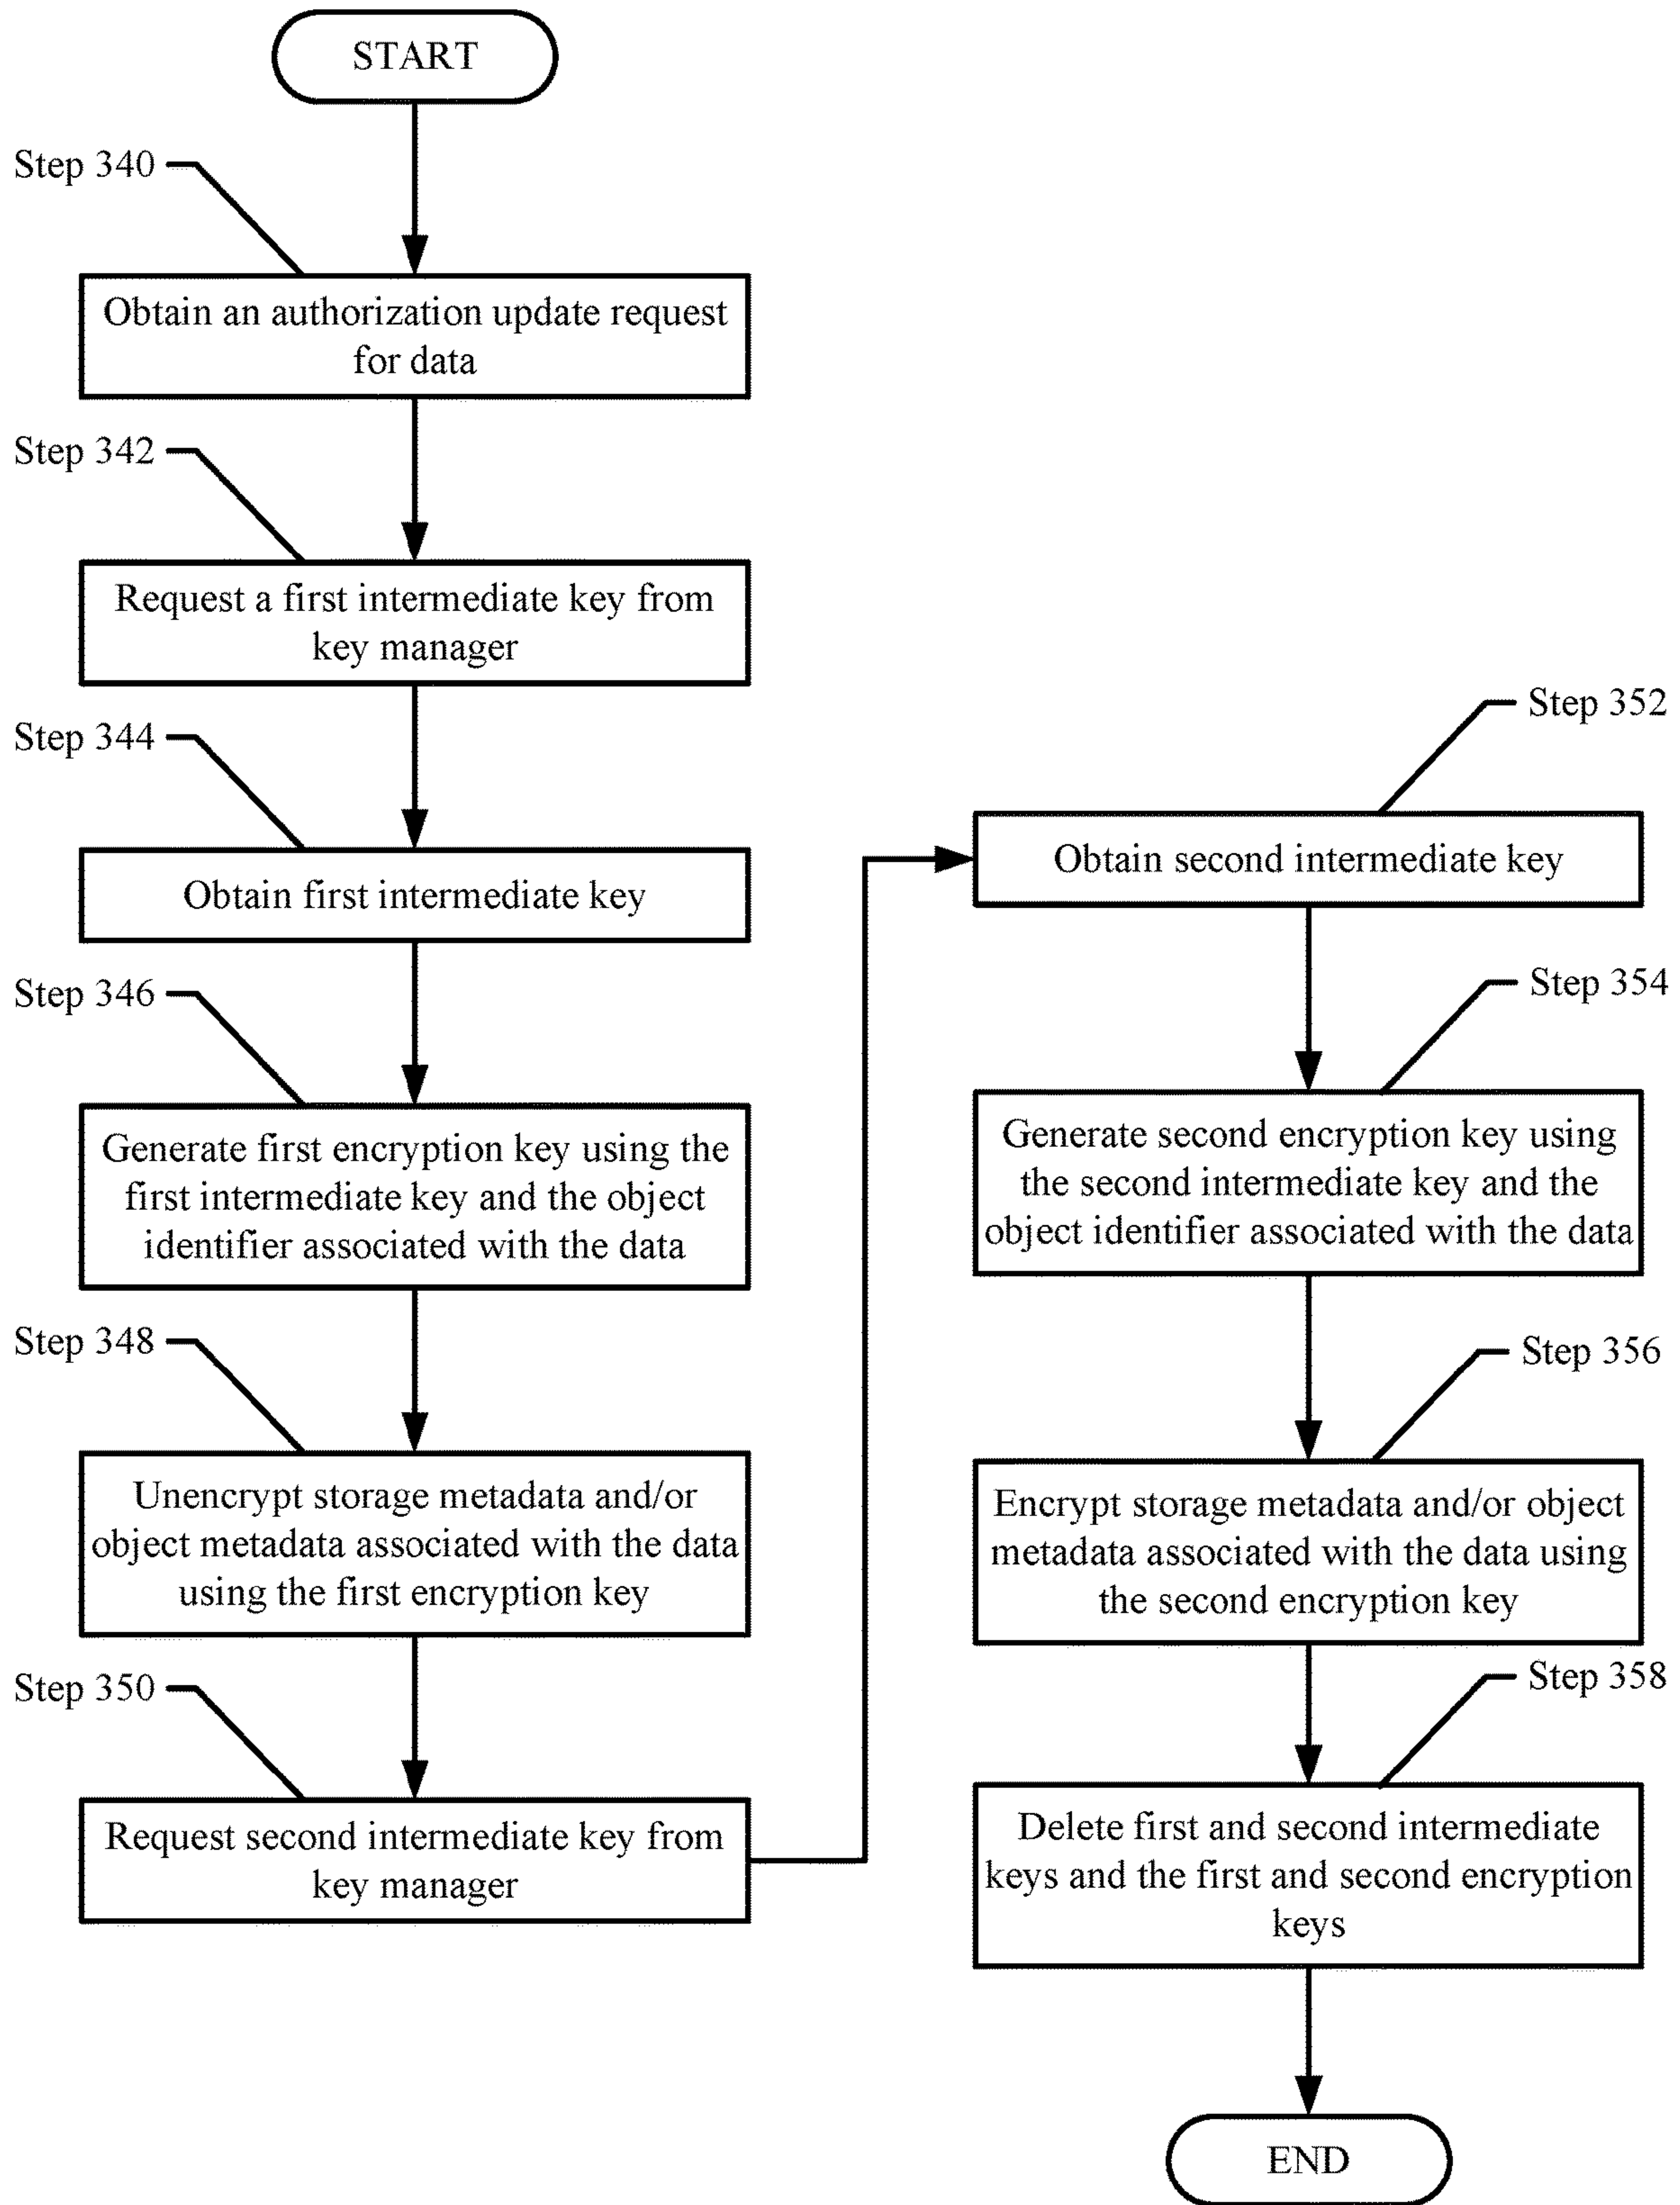 START
Step 340
Obtain an authorization update request
for data
Step 342
Request a first intermediate key from
key manager
Step 344
Obtain first intermediate key
Step 346
Generate first encryption key using the
first intermediate key and the object
identifier associated with the data
Step 348
Unencrypt storage metadata and/or
object metadata associated with the data
using the first encryption key
Step 350
Request second intermediate key from
key manager
Step 352
Obtain second intermediate key
Step 354
Generate second encryption key using
the second intermediate key and the
object identifier associated with the data
Step 356
Encrypt storage metadata and/or object
metadata associated with the data using
the second encryption key
Step 358
Delete first and second intermediate
keys and the first and second encryption
keys
END